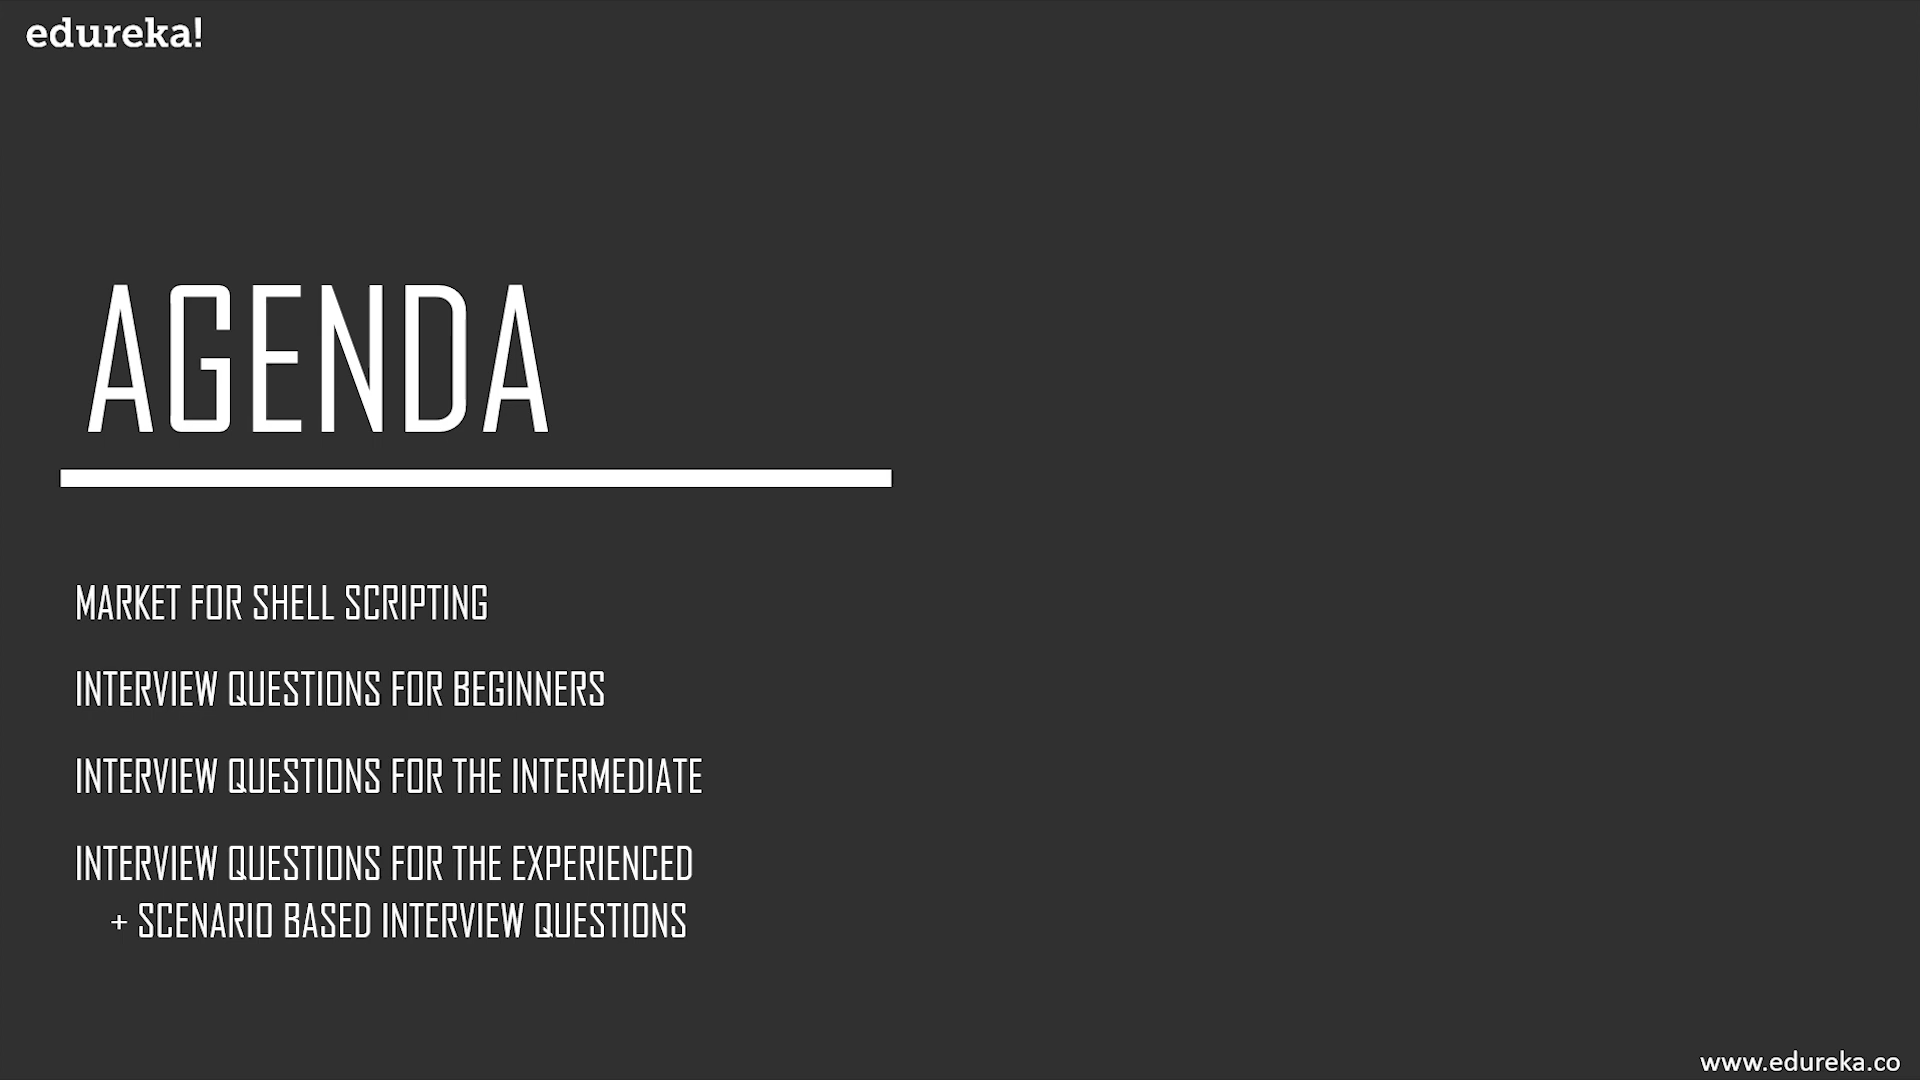 edureka!
AGENDA
MARKET FOR SHELL SCRIPTING
INTERVIEW QUESTIONS FOR BEGINNERS
INTERVIEW QUESTIONS FOR THE INTERMEDIATE
INTERVIEW QUESTIONS FOR THE EXPERIENCED
+ SCENARIO BASED INTERVIEW QUESTIONS
www.edureka.co